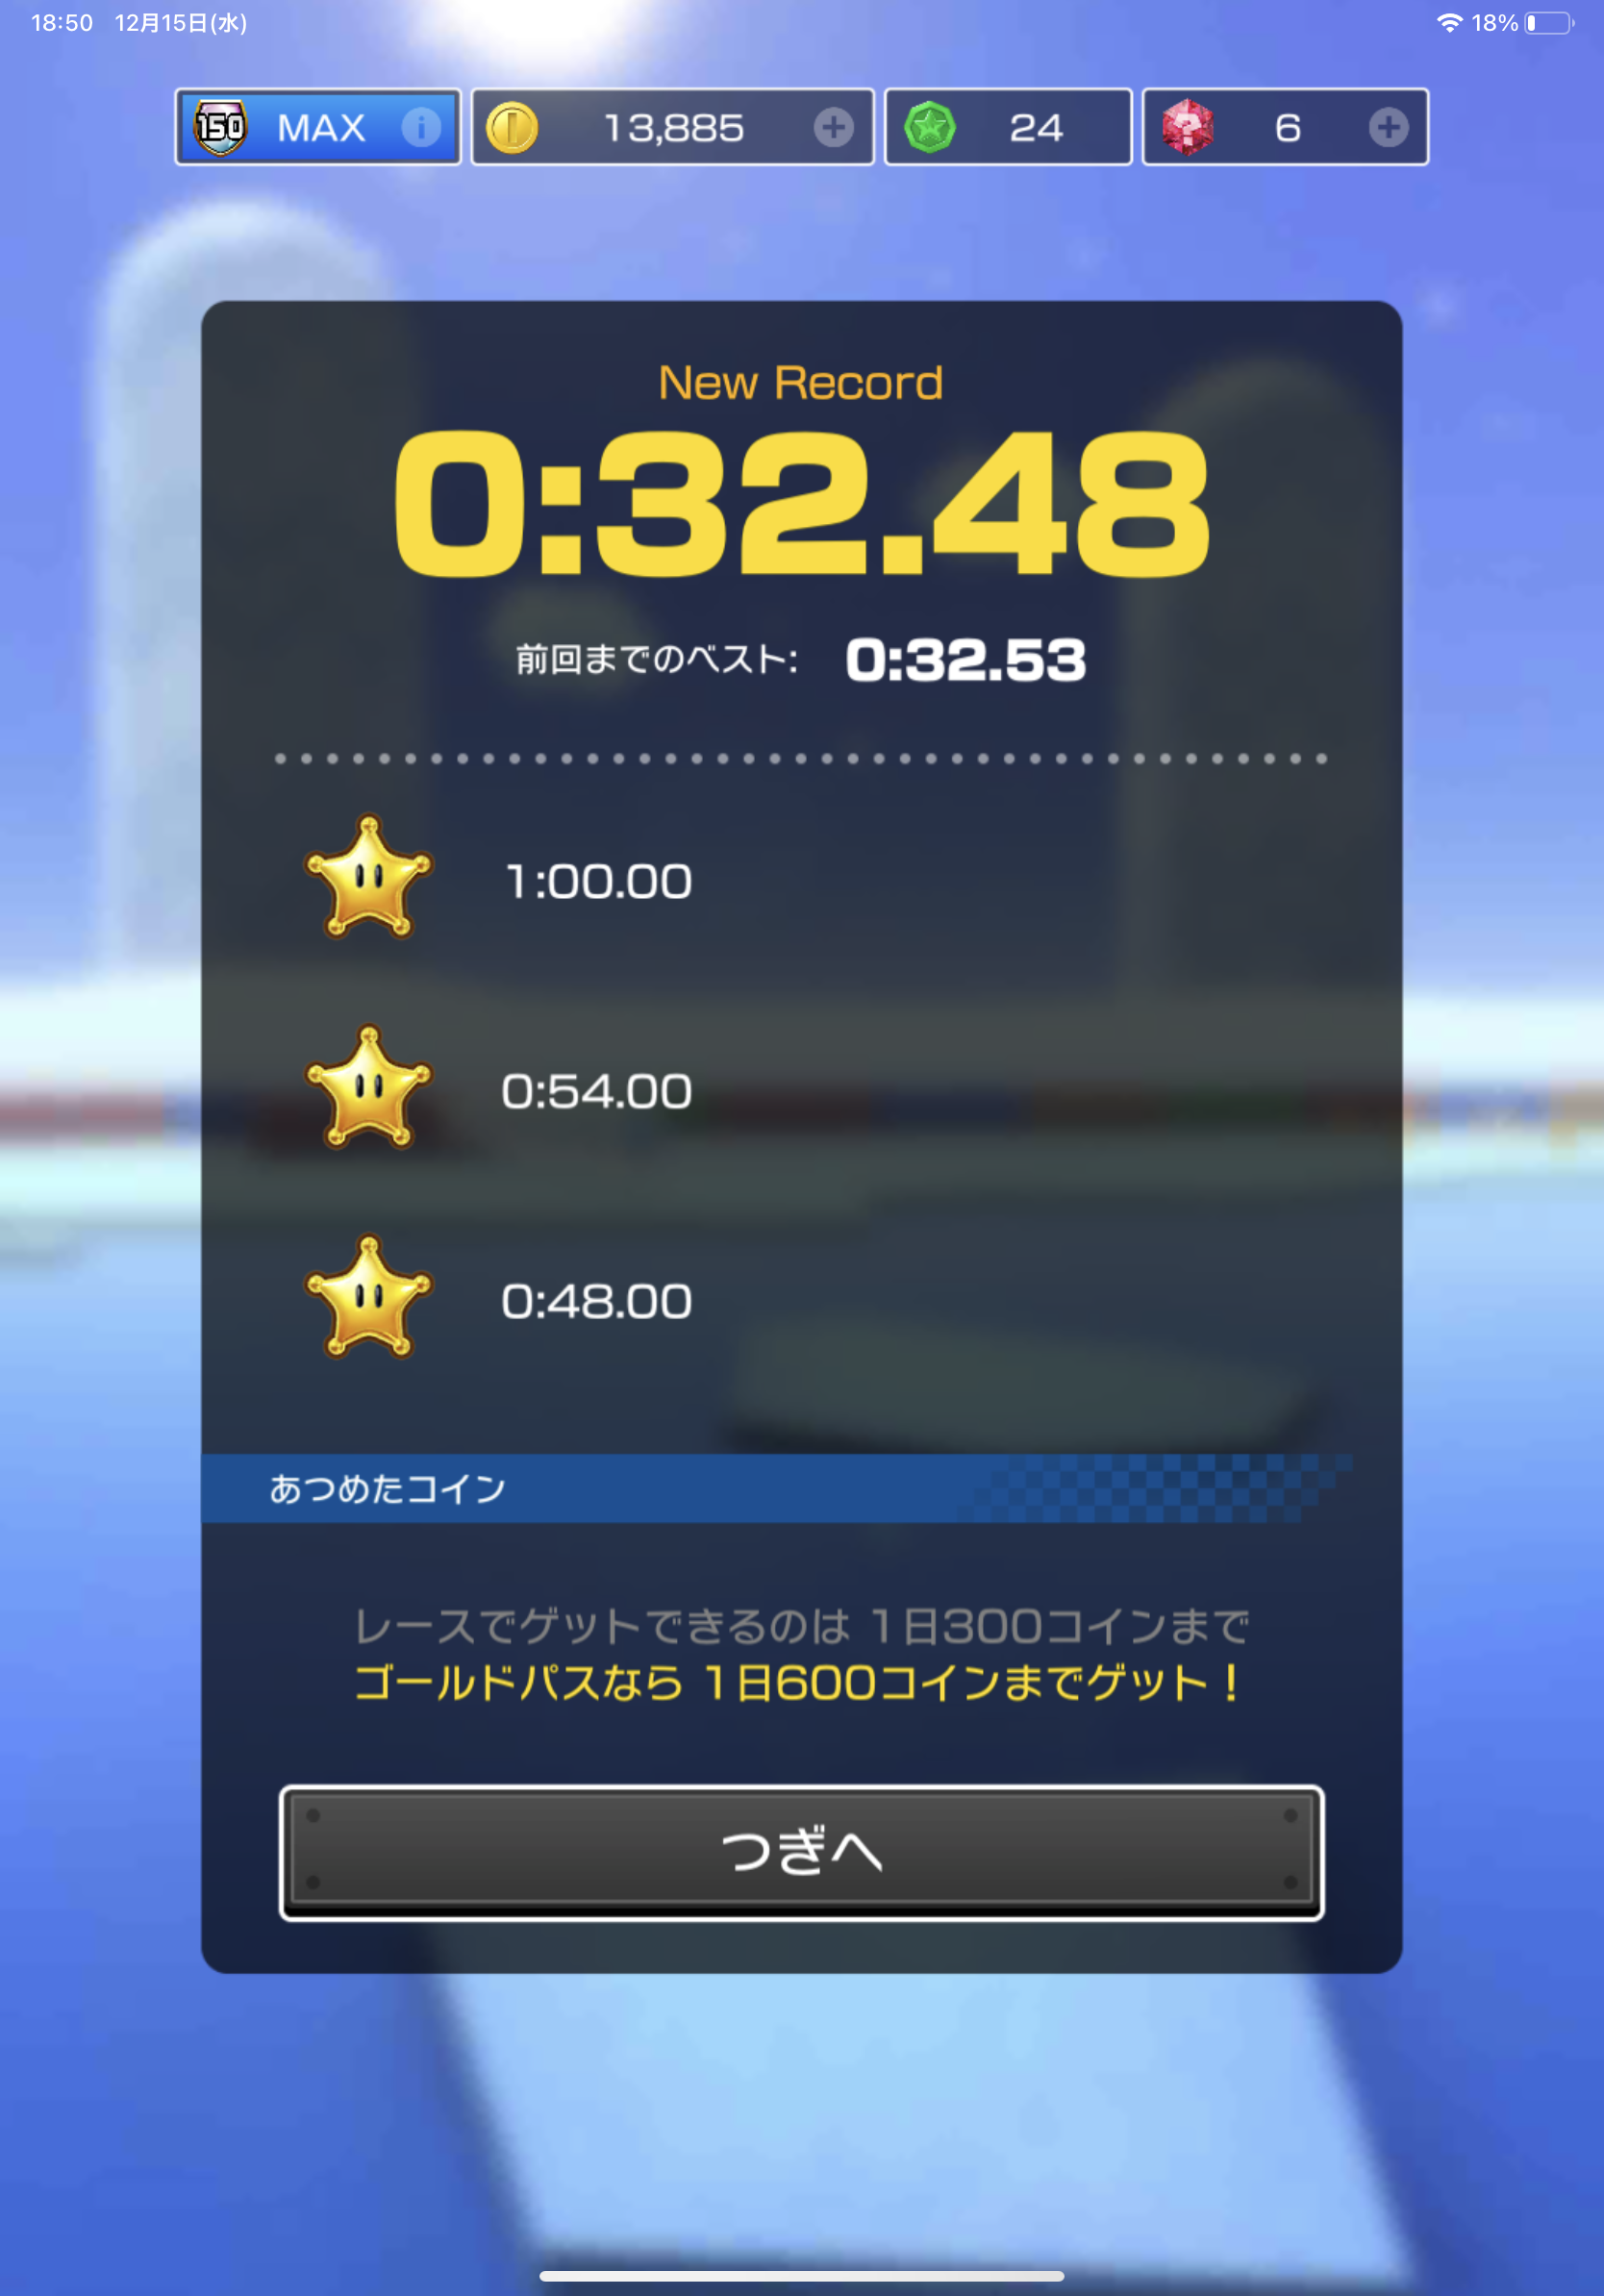 18:50 12月15日(水) 18%
150 MAX i 13,885 + 24 ? 6 +
New Record
0:32.48
前回までのベスト: 0:32.53
1:00.00
0:54.00
0:48.00
あつめたコイン
レースでゲットできるのは 1日300コインまで
ゴールドパスなら 1日600コインまでゲット！
つぎへ